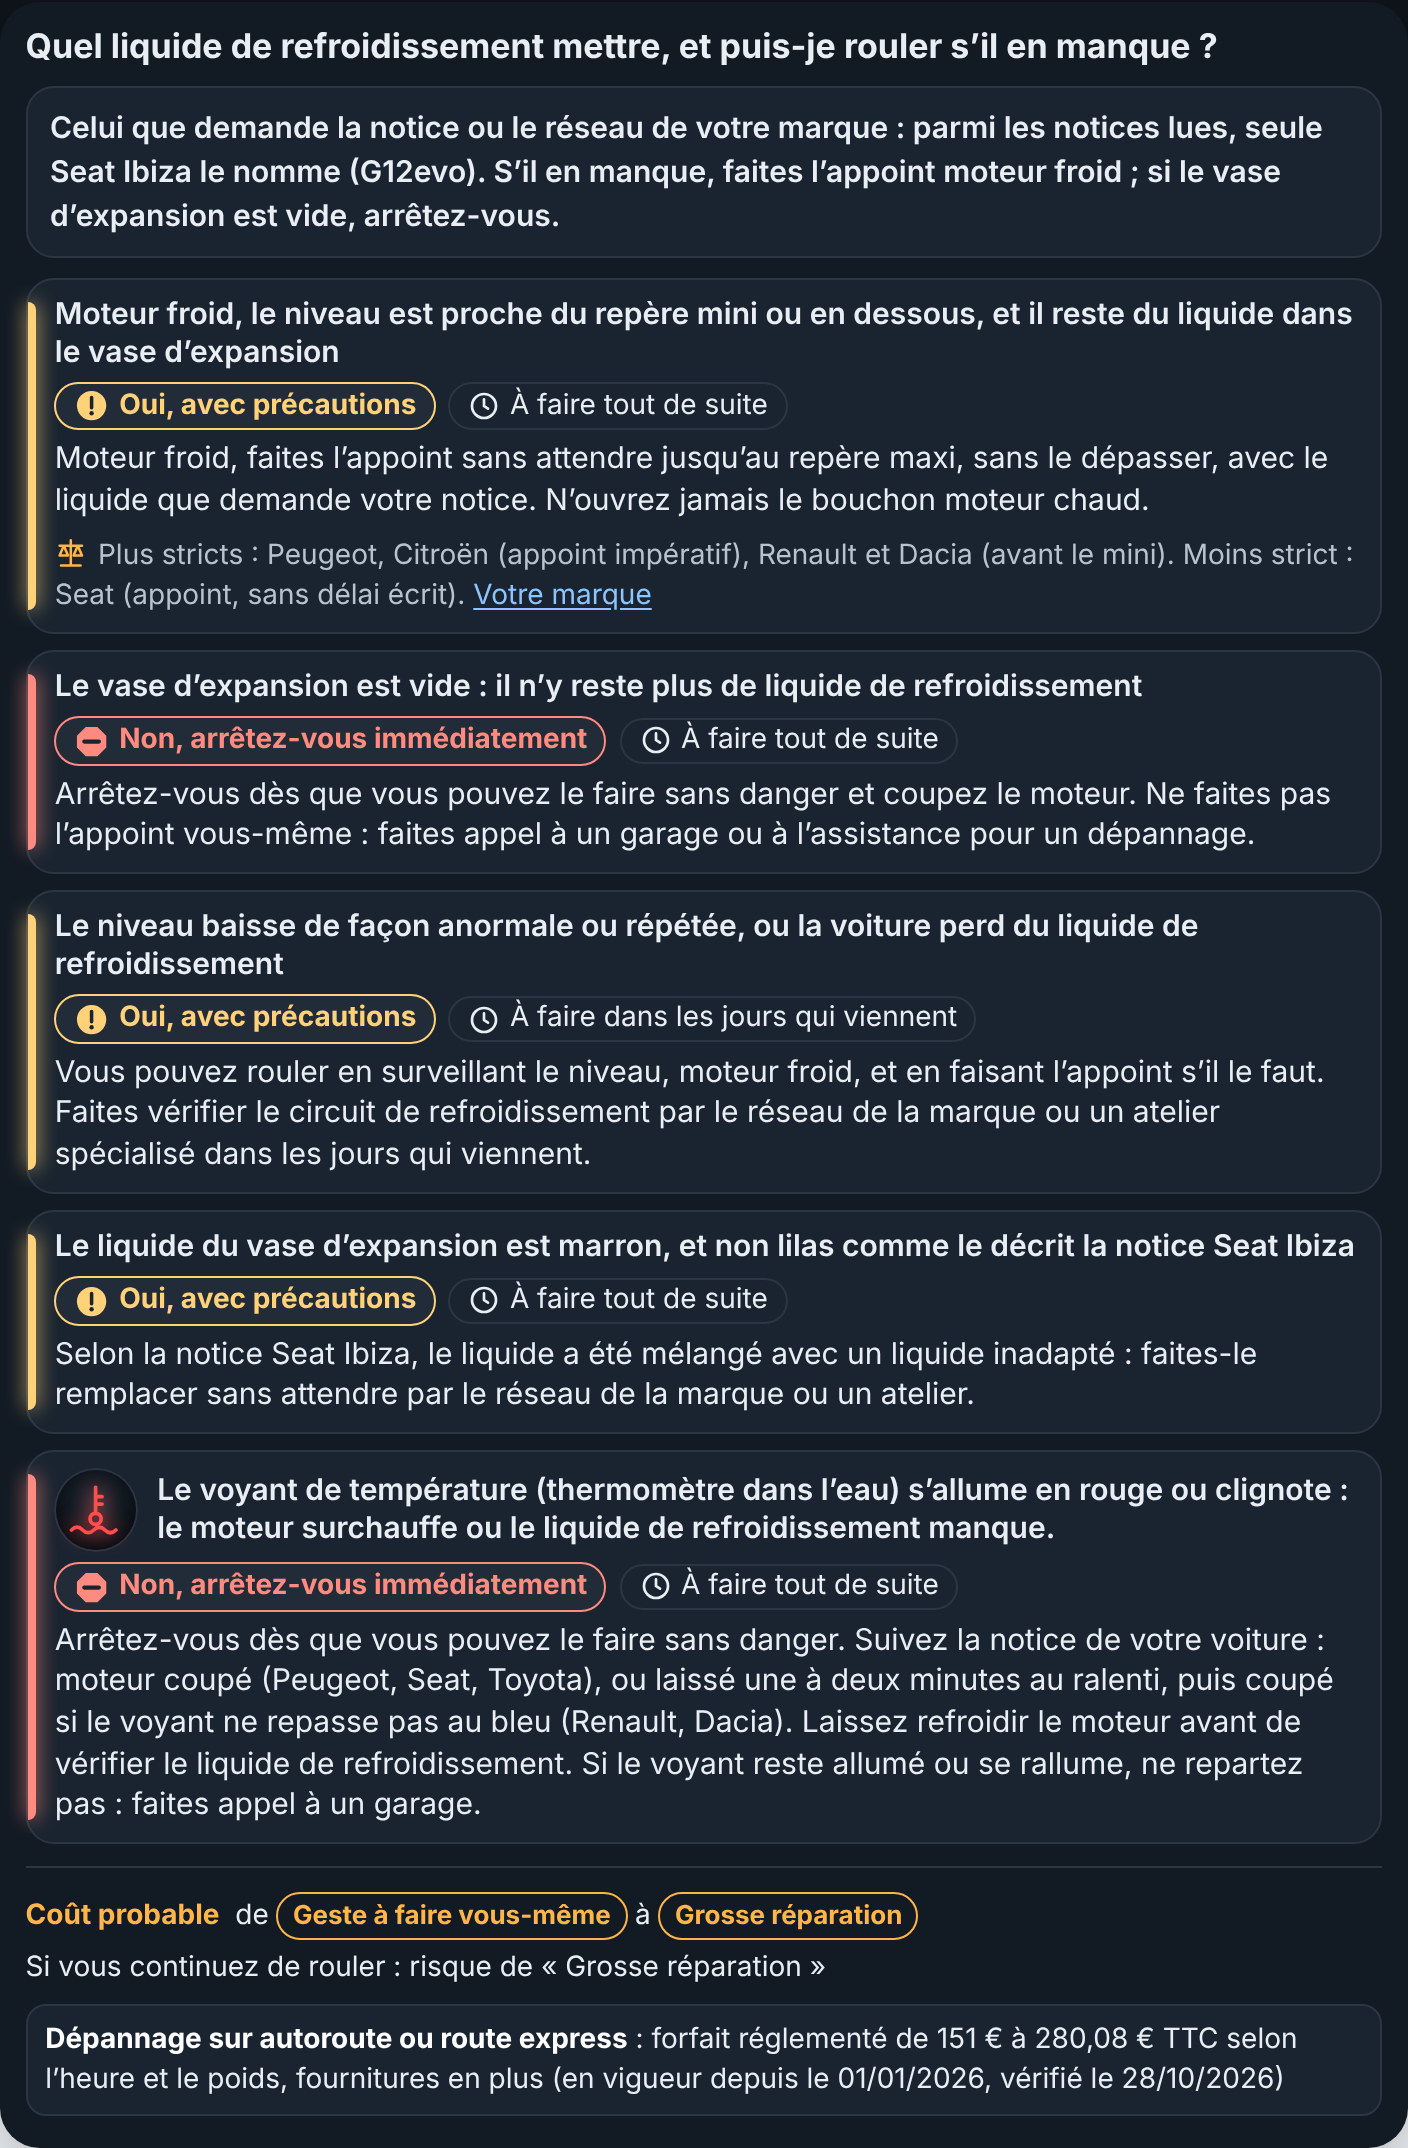 Quel liquide de refroidissement mettre, et puis-je rouler s’il en manque ?
Celui que demande la notice ou le réseau de votre marque : parmi les notices lues, seule
Seat Ibiza le nomme (G12evo). S’il en manque, faites l’appoint moteur froid ; si le vase
d’expansion est vide, arrêtez-vous.
Moteur froid, le niveau est proche du repère mini ou en dessous, et il reste du liquide dans
le vase d’expansion
Oui, avec précautions
À faire tout de suite
Moteur froid, faites l’appoint sans attendre jusqu’au repère maxi, sans le dépasser, avec le
liquide que demande votre notice. N’ouvrez jamais le bouchon moteur chaud.
Plus stricts : Peugeot, Citroën (appoint impératif), Renault et Dacia (avant le mini). Moins strict :
Seat (appoint, sans délai écrit). Votre marque
Le vase d’expansion est vide : il n’y reste plus de liquide de refroidissement
Non, arrêtez-vous immédiatement
À faire tout de suite
Arrêtez-vous dès que vous pouvez le faire sans danger et coupez le moteur. Ne faites pas
l’appoint vous-même : faites appel à un garage ou à l’assistance pour un dépannage.
Le niveau baisse de façon anormale ou répétée, ou la voiture perd du liquide de
refroidissement
Oui, avec précautions
À faire dans les jours qui viennent
Vous pouvez rouler en surveillant le niveau, moteur froid, et en faisant l’appoint s’il le faut.
Faites vérifier le circuit de refroidissement par le réseau de la marque ou un atelier
spécialisé dans les jours qui viennent.
Le liquide du vase d’expansion est marron, et non lilas comme le décrit la notice Seat Ibiza
Oui, avec précautions
À faire tout de suite
Selon la notice Seat Ibiza, le liquide a été mélangé avec un liquide inadapté : faites-le
remplacer sans attendre par le réseau de la marque ou un atelier.
Le voyant de température (thermomètre dans l’eau) s’allume en rouge ou clignote :
le moteur surchauffe ou le liquide de refroidissement manque.
Non, arrêtez-vous immédiatement
À faire tout de suite
Arrêtez-vous dès que vous pouvez le faire sans danger. Suivez la notice de votre voiture :
moteur coupé (Peugeot, Seat, Toyota), ou laissé une à deux minutes au ralenti, puis coupé
si le voyant ne repasse pas au bleu (Renault, Dacia). Laissez refroidir le moteur avant de
vérifier le liquide de refroidissement. Si le voyant reste allumé ou se rallume, ne repartez
pas : faites appel à un garage.
Coût probable de Geste à faire vous-même à Grosse réparation
Si vous continuez de rouler : risque de « Grosse réparation »
Dépannage sur autoroute ou route express : forfait réglementé de 151 € à 280,08 € TTC selon
l’heure et le poids, fournitures en plus (en vigueur depuis le 01/01/2026, vérifié le 28/10/2026)